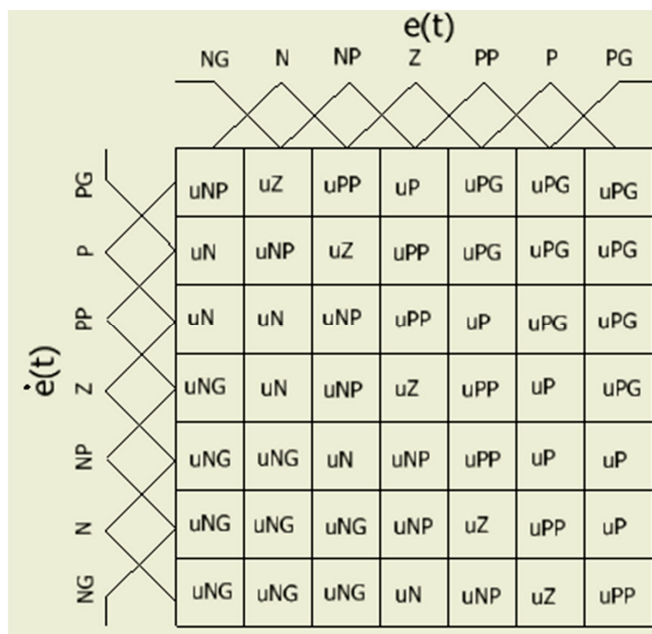 e(t)
NG N NP Z PP P PG
PG uNP uZ uPP uP uPG uPG uPG
P uN uNP uZ uPP uPG uPG uPG
PP uN uN uNP uPP uP uPG uPG
ė(t)
Z uNG uN uNP uZ uPP uP uPG
NP uNG uNG uN uNP uPP uP uP
N uNG uNG uNG uNP uZ uPP uP
NG uNG uNG uNG uN uNP uZ uPP